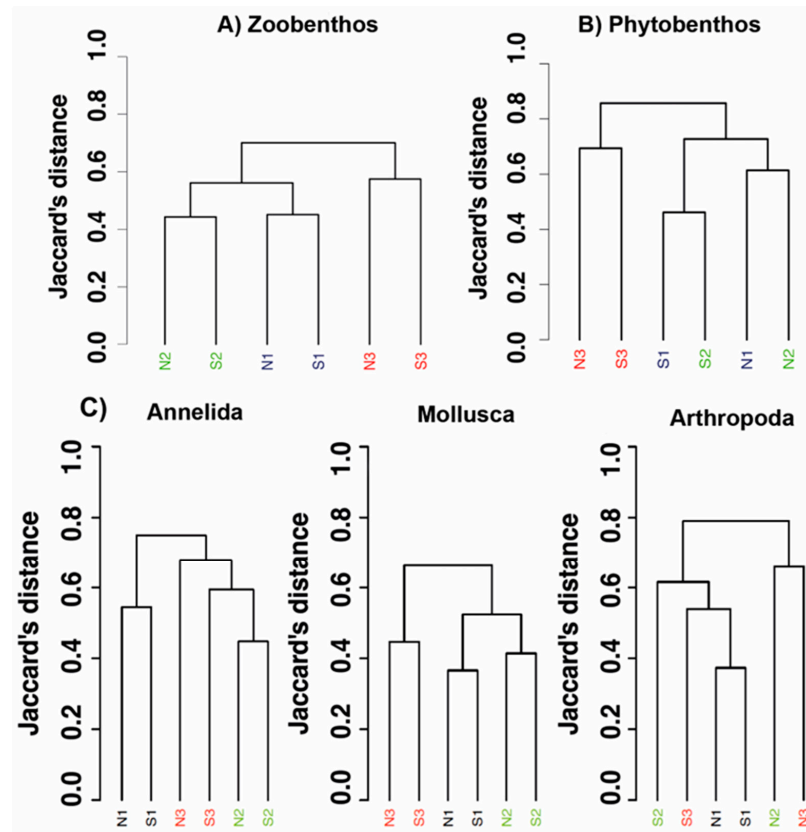 A) Zoobenthos
Jaccard's distance
1.0
0.8
0.6
0.4
0.2
0.0
N2 S2 N1 S1 N3 S3
B) Phytobenthos
Jaccard's distance
1.0
0.8
0.6
0.4
0.2
0.0
N3 S3 S1 S2 N1 N2
C)
Annelida
Jaccard's distance
1.0
0.8
0.6
0.4
0.2
0.0
N1 S1 N3 S3 N2 S2
Mollusca
Jaccard's distance
1.0
0.8
0.6
0.4
0.2
0.0
N3 S3 N1 S1 N2 S2
Arthropoda
Jaccard's distance
1.0
0.8
0.6
0.4
0.2
0.0
S2 S3 N1 S1 N2 N3